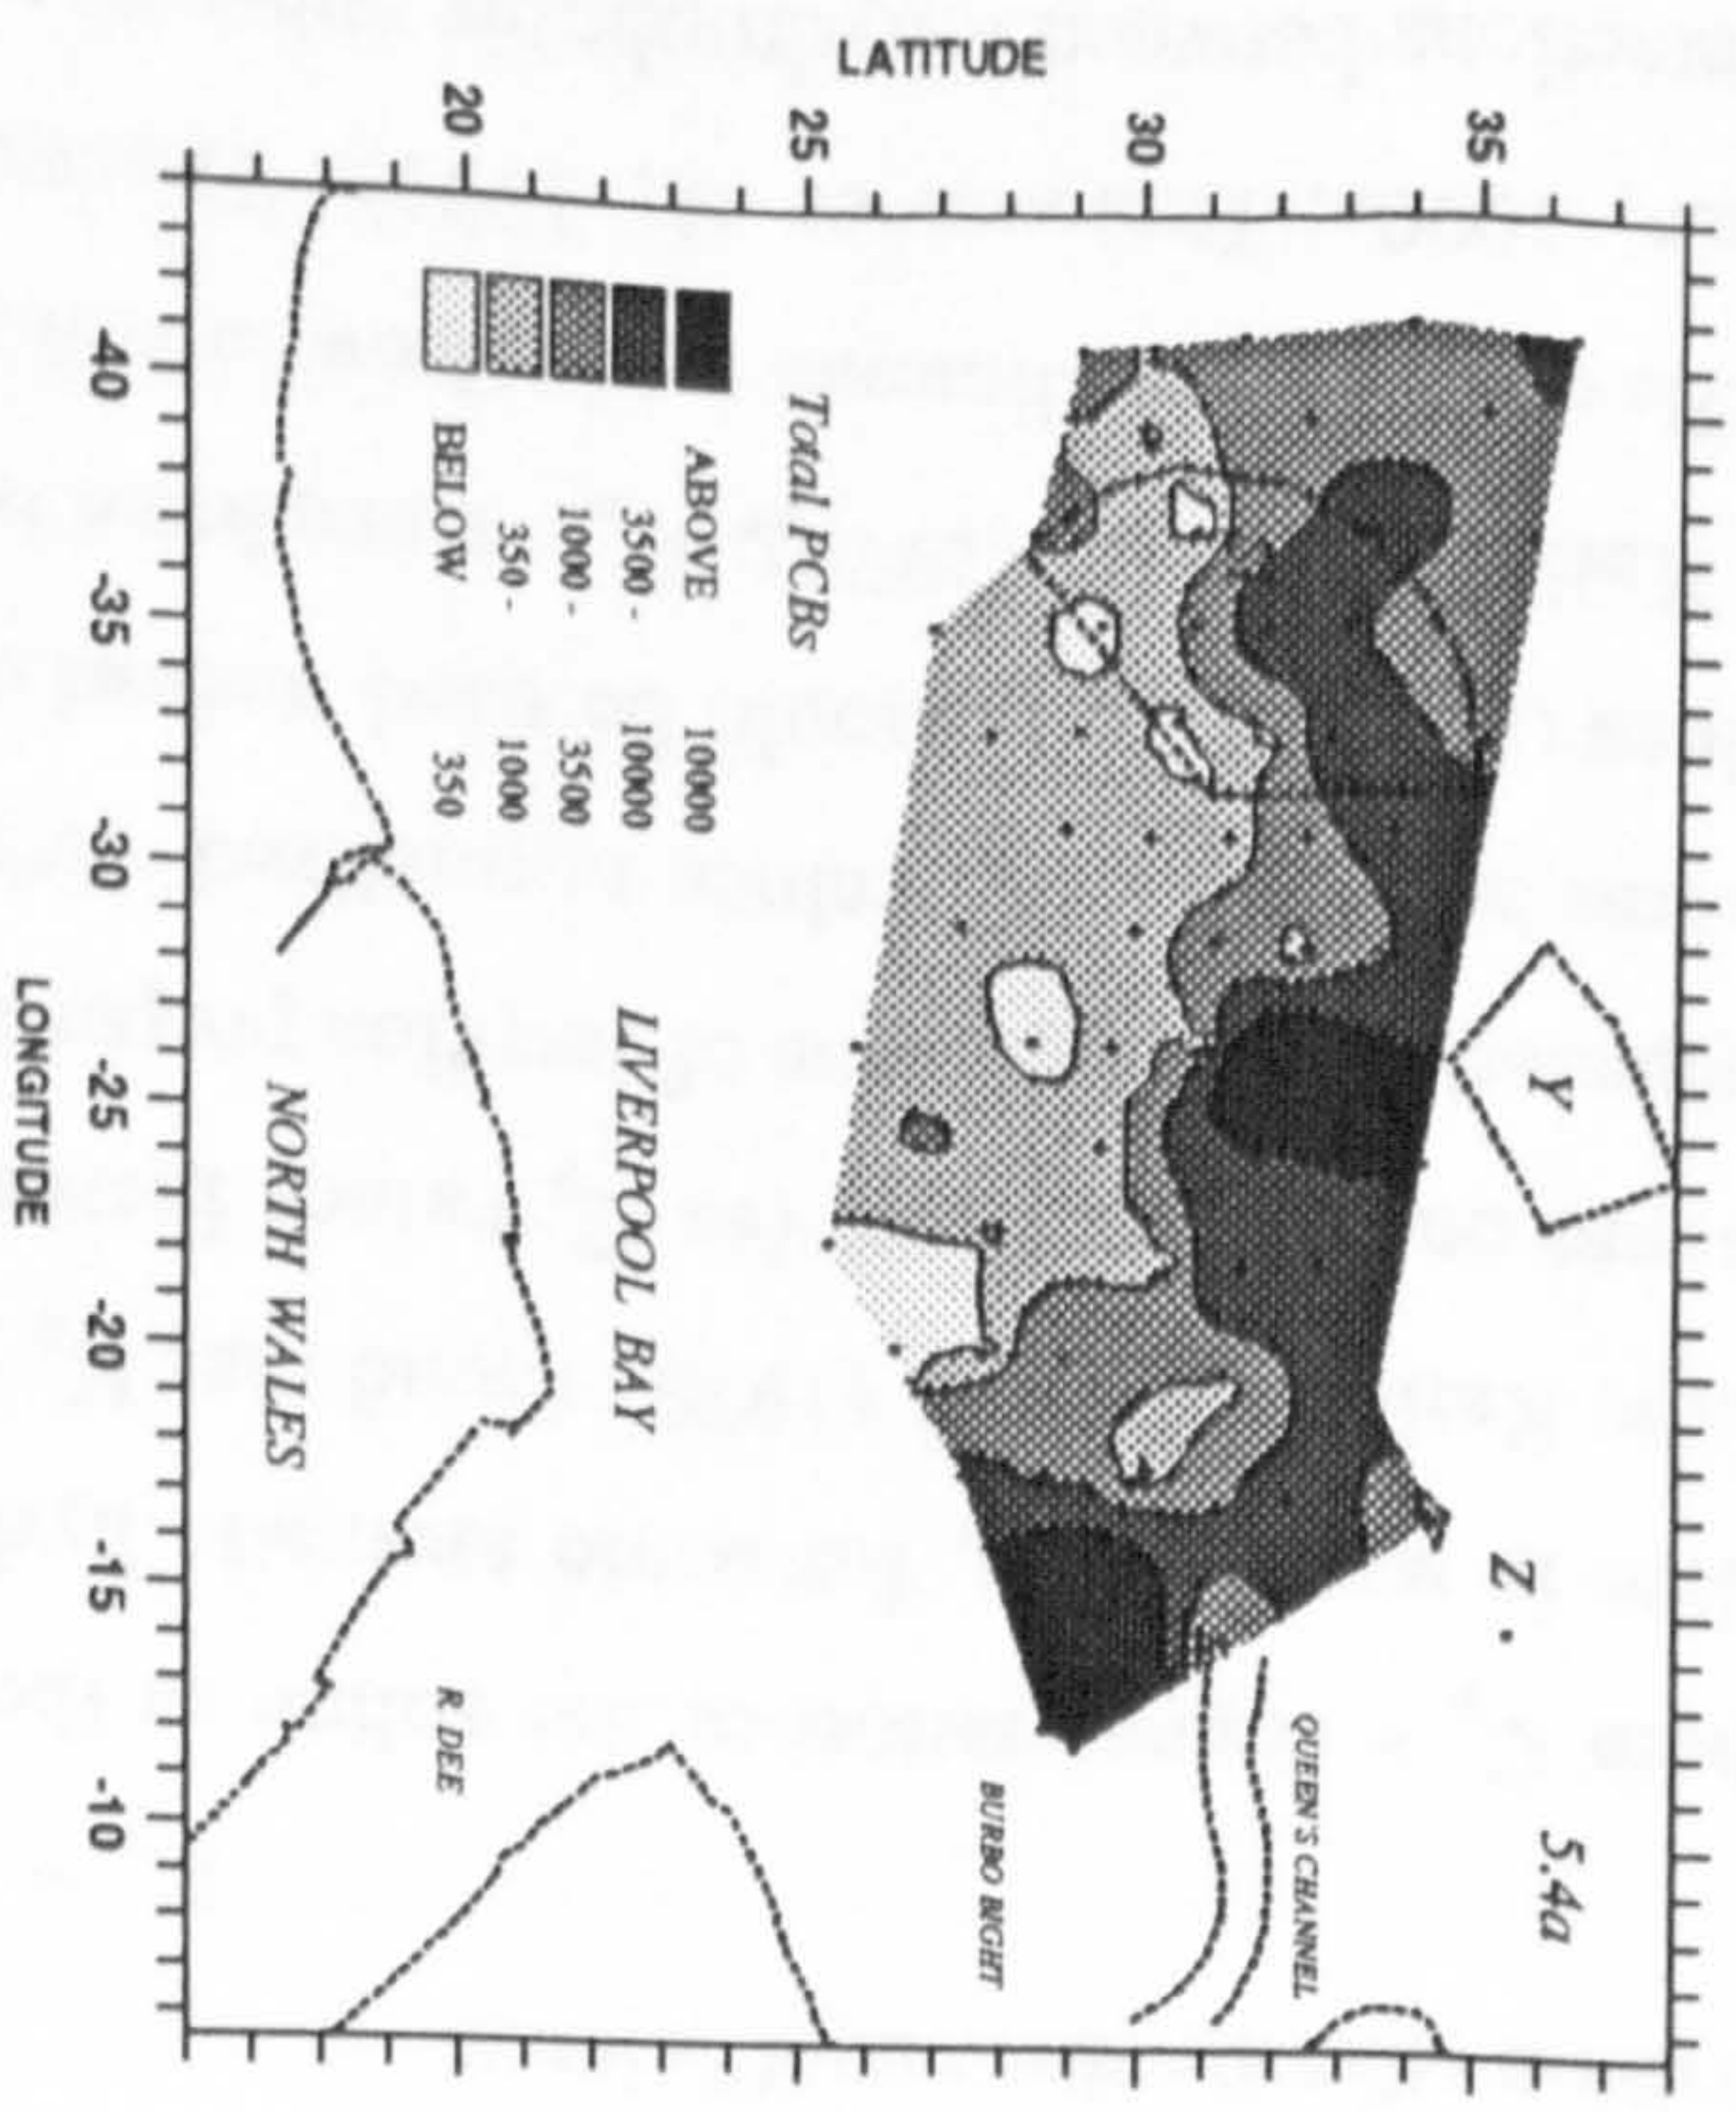 5.4a
35
30
25
20
LATITUDE
Y
Z
Total PCBs
ABOVE 10000
3500 - 10000
1000 - 3500
350 - 1000
BELOW 350
QUEEN'S CHANNEL
BURBO BIGHT
LIVERPOOL BAY
R DEE
NORTH WALES
-40 -35 -30 -25 -20 -15 -10
LONGITUDE